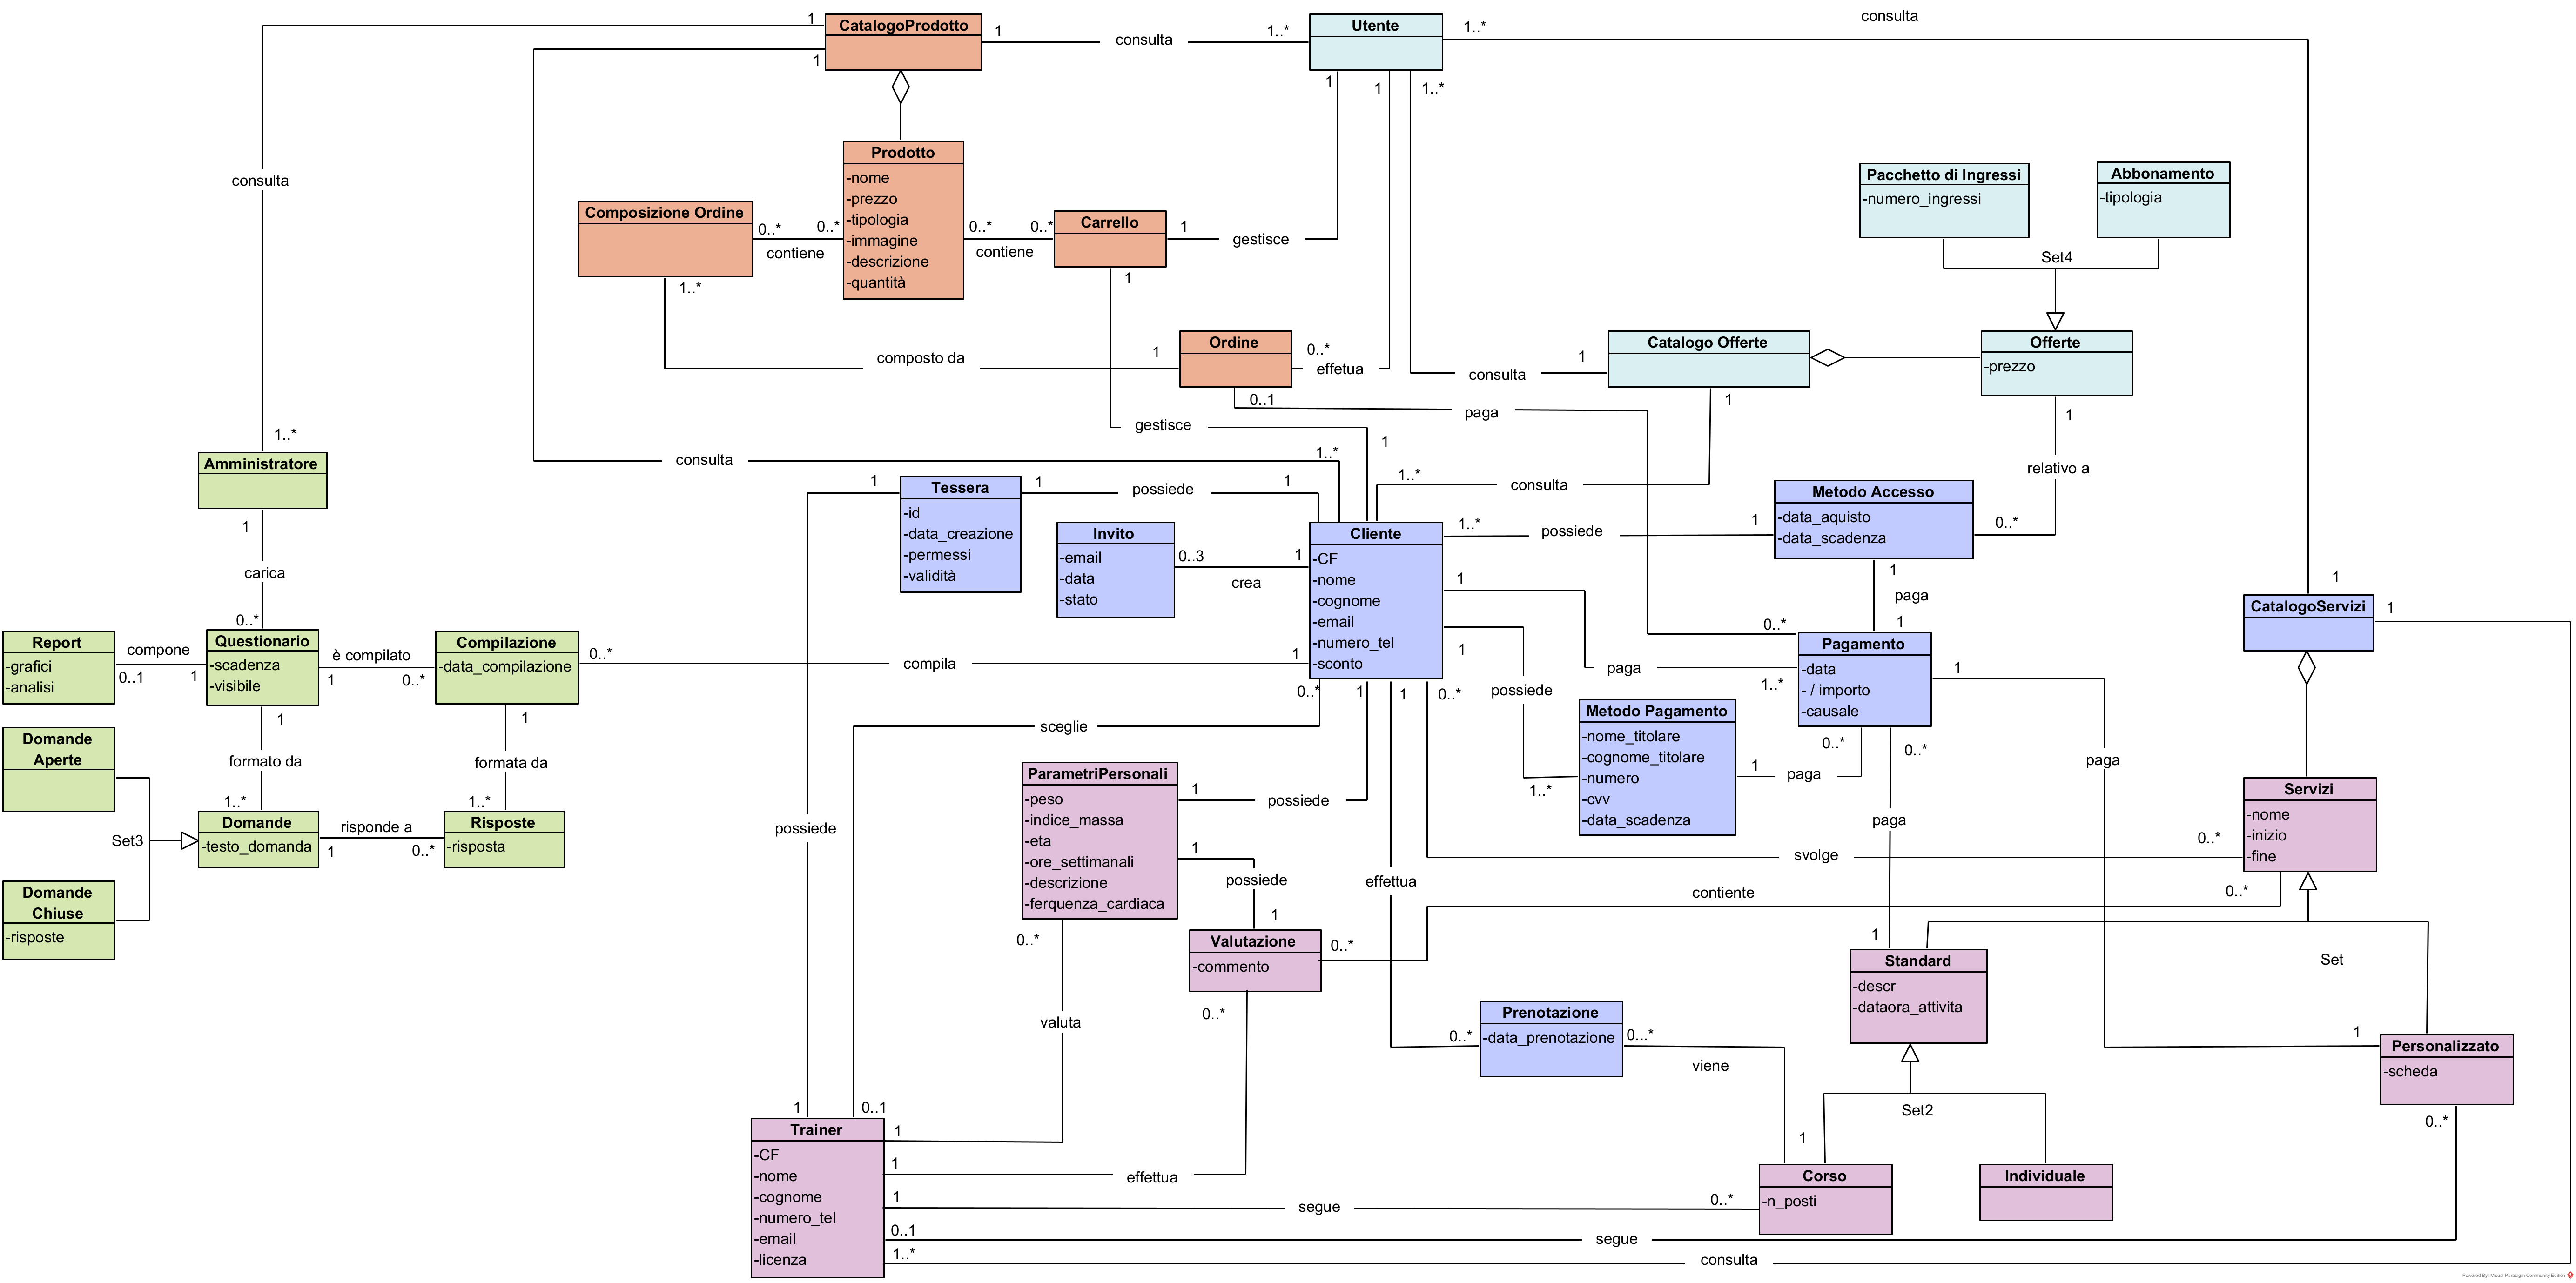 1
CatalogoProdotto
1
consulta
1..*
Utente
1..*
consulta
1
1
1
1..*
Prodotto
-nome
-prezzo
-tipologia
-immagine
-descrizione
-quantità
consulta
Composizione Ordine
0..*
0..*
contiene
1..*
0..*
0..*
contiene
Carrello
1
gestisce
1
Pacchetto di Ingressi
-numero_ingressi
Abbonamento
-tipologia
Set4
composto da
1
Ordine
0..*
effetua
0..1
paga
consulta
1
Catalogo Offerte
1
Offerte
-prezzo
1
relativo a
0..*
gestisce
1
consulta
1..*
1..*
consulta
1..*
Amministratore
1
carica
0..*
1
Tessera
-id
-data_creazione
-permessi
-validità
1
possiede
1
Invito
-email
-data
-stato
0..3
1
crea
Cliente
-CF
-nome
-cognome
-email
-numero_tel
-sconto
1..*
possiede
1
Metodo Accesso
-data_aquisto
-data_scadenza
1
paga
1
1
paga
1..*
0..*
Pagamento
-data
- / importo
-causale
1
1
possiede
1..*
Metodo Pagamento
-nome_titolare
-cognome_titolare
-numero
-cvv
-data_scadenza
1
paga
0..*
0..*
paga
1
paga
1
1
CatalogoServizi
1
Report
-grafici
-analisi
compone
0..1
1
Questionario
-scadenza
-visibile
è compilato
1
0..*
Compilazione
-data_compilazione
0..*
compila
1
1
formato da
1..*
1
formata da
1..*
Domande
Aperte
Domande
-testo_domanda
risponde a
1
0..*
Risposte
-risposta
Set3
Domande
Chiuse
-risposte
0..*
sceglie
0..1
1
possiede
1
ParametriPersonali
-peso
-indice_massa
-eta
-ore_settimanali
-descrizione
-ferquenza_cardiaca
1
possiede
1
0..*
valuta
1
possiede
1
Valutazione
-commento
0..*
0..*
contiente
0..*
1
effettua
0..*
0..*
svolge
0..*
Servizi
-nome
-inizio
-fine
Set
Standard
-descr
-dataora_attivita
Personalizzato
-scheda
0..*
Prenotazione
-data_prenotazione
0...*
viene
1
Set2
Corso
-n_posti
Individuale
Trainer
-CF
-nome
-cognome
-numero_tel
-email
-licenza
1
effettua
1
segue
0..*
0..1
segue
1..*
consulta
Powered By: Visual Paradigm Community Edition